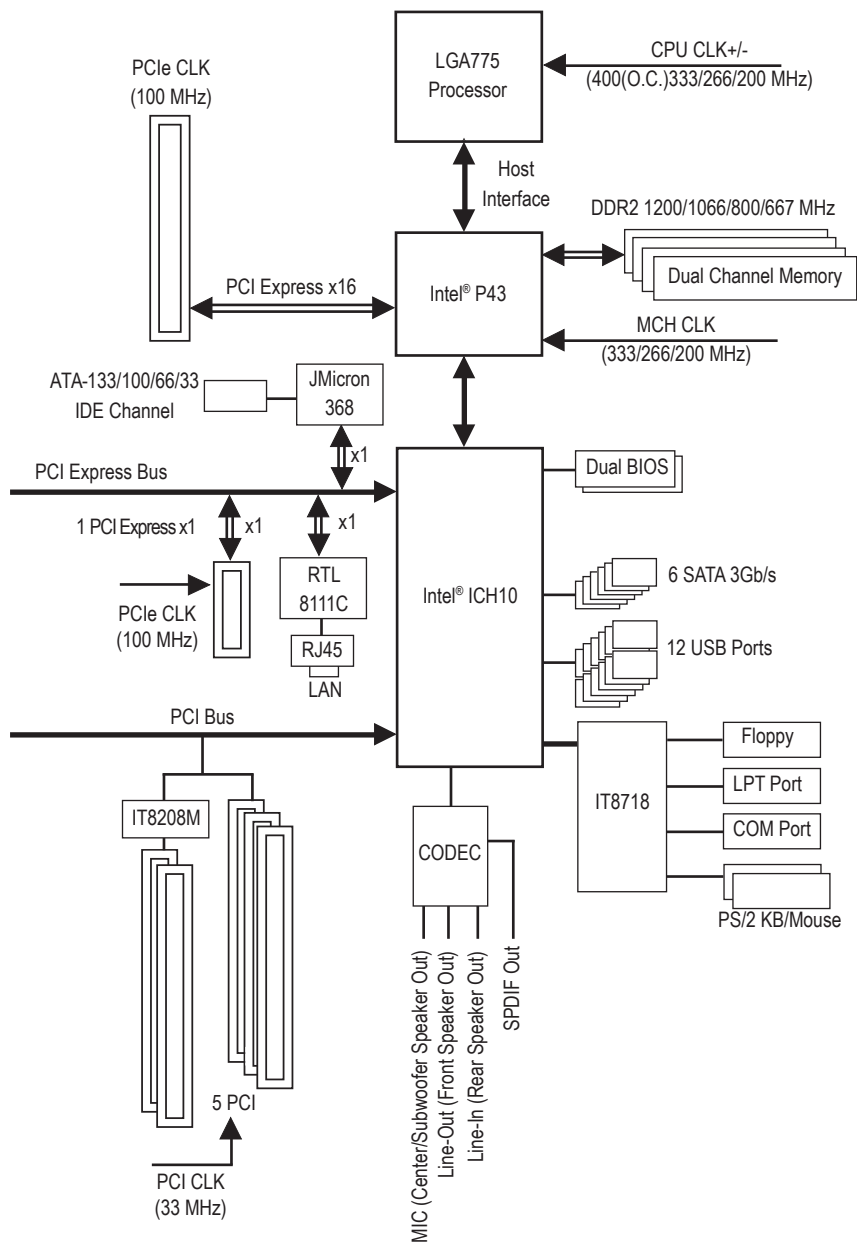 LGA775
Processor
CPU CLK+/-
(400(O.C.)333/266/200 MHz)
PCIe CLK
(100 MHz)
Host
Interface
DDR2 1200/1066/800/667 MHz
Dual Channel Memory
PCI Express x16
Intel® P43
MCH CLK
(333/266/200 MHz)
ATA-133/100/66/33
IDE Channel
JMicron
368
x1
PCI Express Bus
Dual BIOS
1 PCI Express x1
x1
x1
PCIe CLK
(100 MHz)
RTL
8111C
RJ45
LAN
Intel® ICH10
6 SATA 3Gb/s
12 USB Ports
PCI Bus
IT8208M
5 PCI
PCI CLK
(33 MHz)
CODEC
MIC (Center/Subwoofer Speaker Out)
Line-Out (Front Speaker Out)
Line-In (Rear Speaker Out)
SPDIF Out
IT8718
Floppy
LPT Port
COM Port
PS/2 KB/Mouse